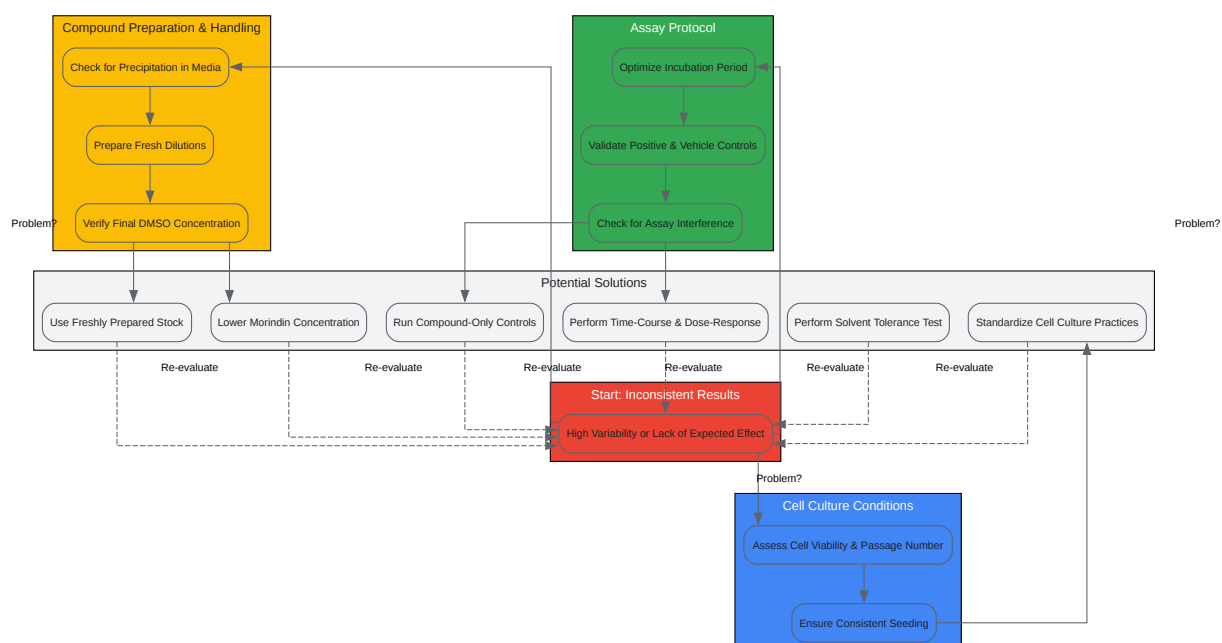 Compound Preparation & Handling
Assay Protocol
Check for Precipitation in Media
Optimize Incubation Period
Prepare Fresh Dilutions
Validate Positive & Vehicle Controls
Problem?
Verify Final DMSO Concentration
Check for Assay Interference
Problem?
Potential Solutions
Use Freshly Prepared Stock
Lower Morindin Concentration
Run Compound-Only Controls
Perform Time-Course & Dose-Response
Perform Solvent Tolerance Test
Standardize Cell Culture Practices
Re-evaluate
Re-evaluate
Re-evaluate
Re-evaluate
Re-evaluate
Re-evaluate
Start: Inconsistent Results
High Variability or Lack of Expected Effect
Problem?
Cell Culture Conditions
Assess Cell Viability & Passage Number
Ensure Consistent Seeding